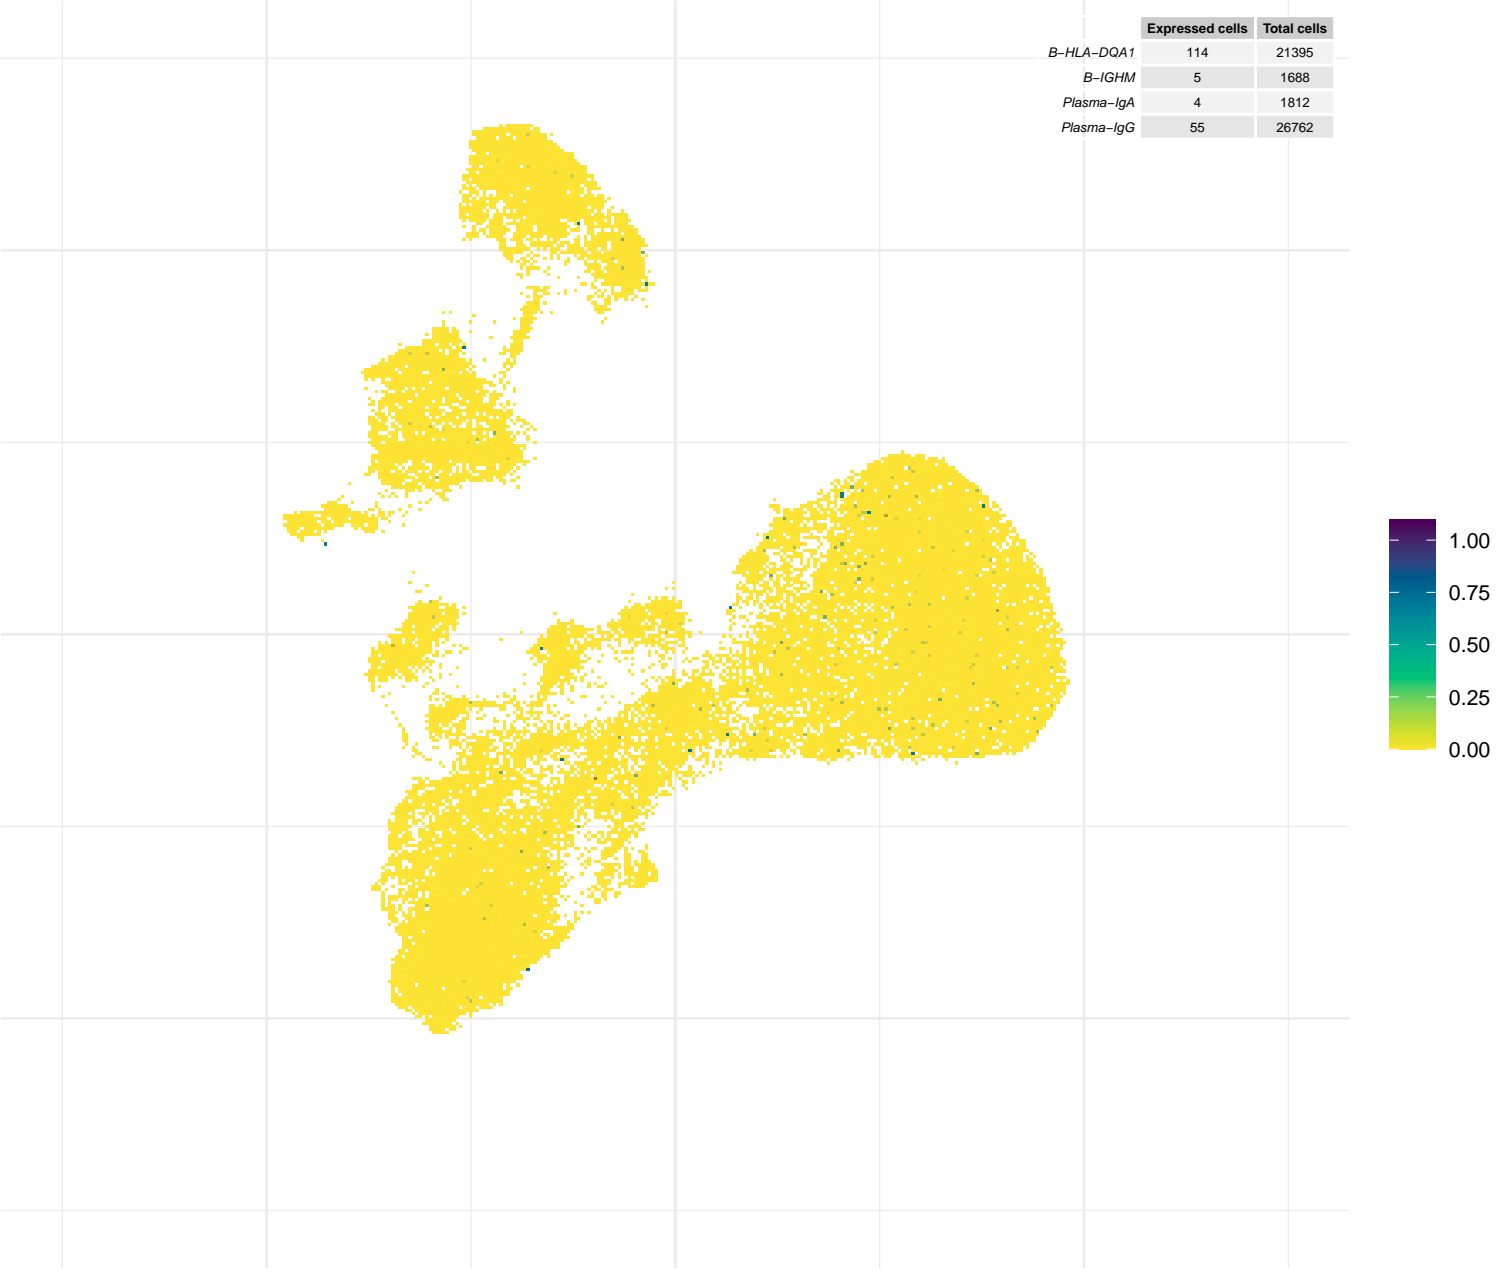 Expressed cells Total cells
B−HLA−DQA1 114 21395
B−IGHM 5 1688
Plasma−IgA 4 1812
Plasma−IgG 55 26762
1.00
0.75
0.50
0.25
0.00